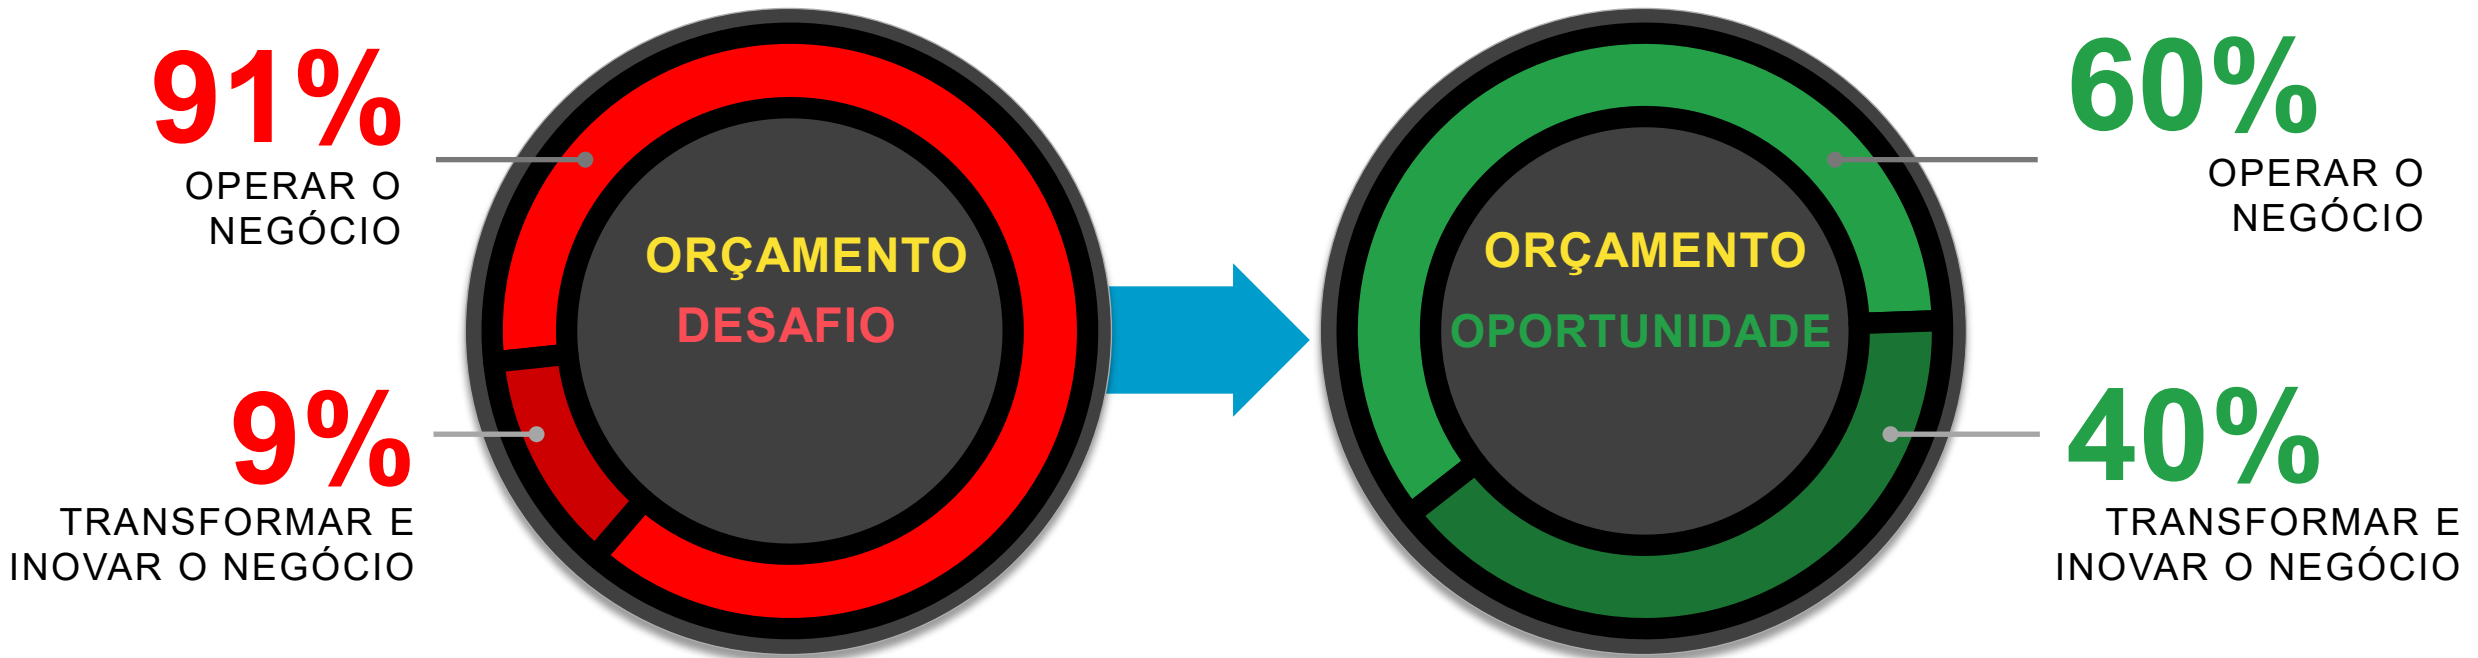 91%
OPERAR O
NEGÓCIO
9%
TRANSFORMAR E
INOVAR O NEGÓCIO
ORÇAMENTO
DESAFIO
ORÇAMENTO
OPORTUNIDADE
60%
OPERAR O
NEGÓCIO
40%
TRANSFORMAR E
INOVAR O NEGÓCIO